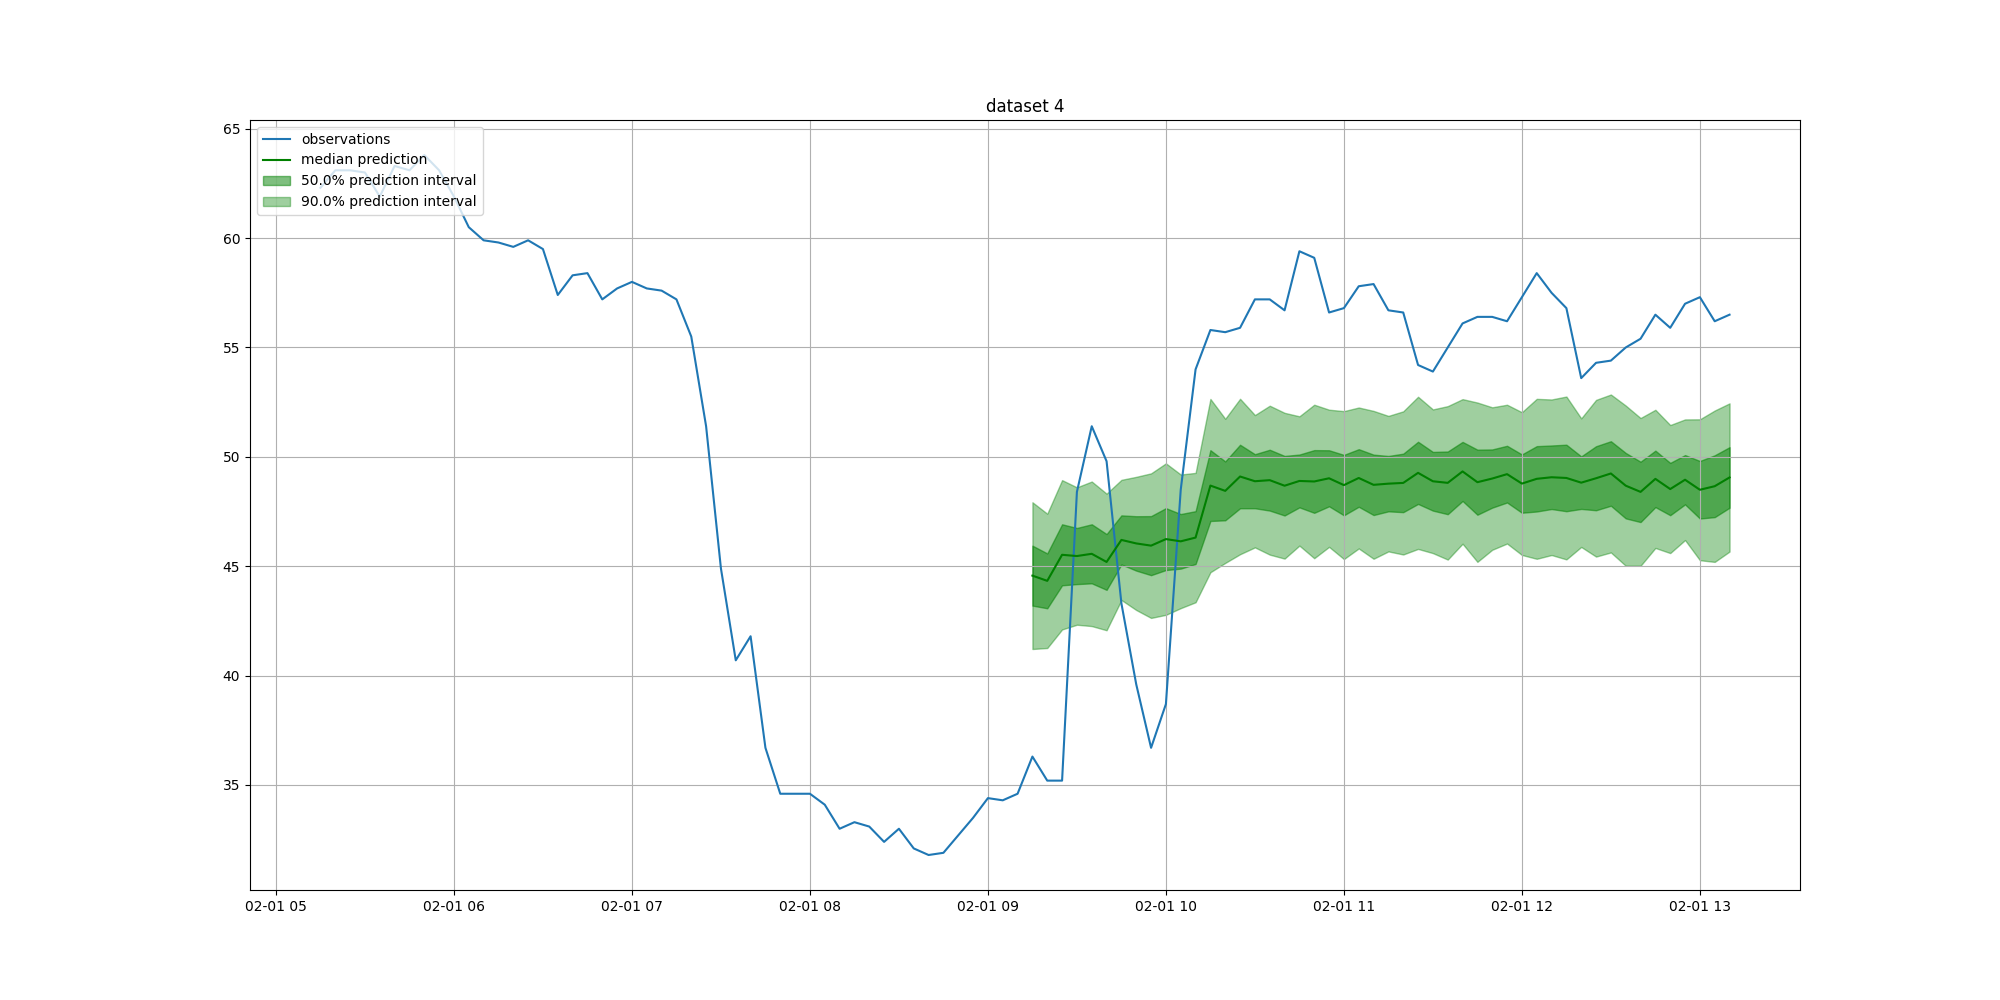 dataset 4
observations
median prediction
50.0% prediction interval
90.0% prediction interval
65
60
55
50
45
40
35
02-01 05 02-01 06 02-01 07 02-01 08 02-01 09 02-01 10 02-01 11 02-01 12 02-01 13